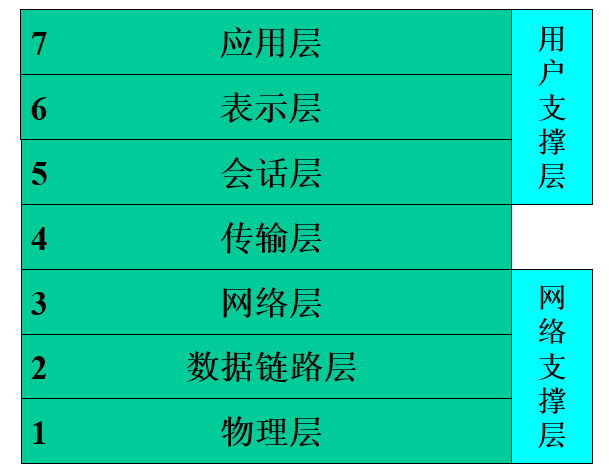 7 应用层
6 表示层
5 会话层
4 传输层
3 网络层
2 数据链路层
1 物理层
用户支撑层
网络支撑层